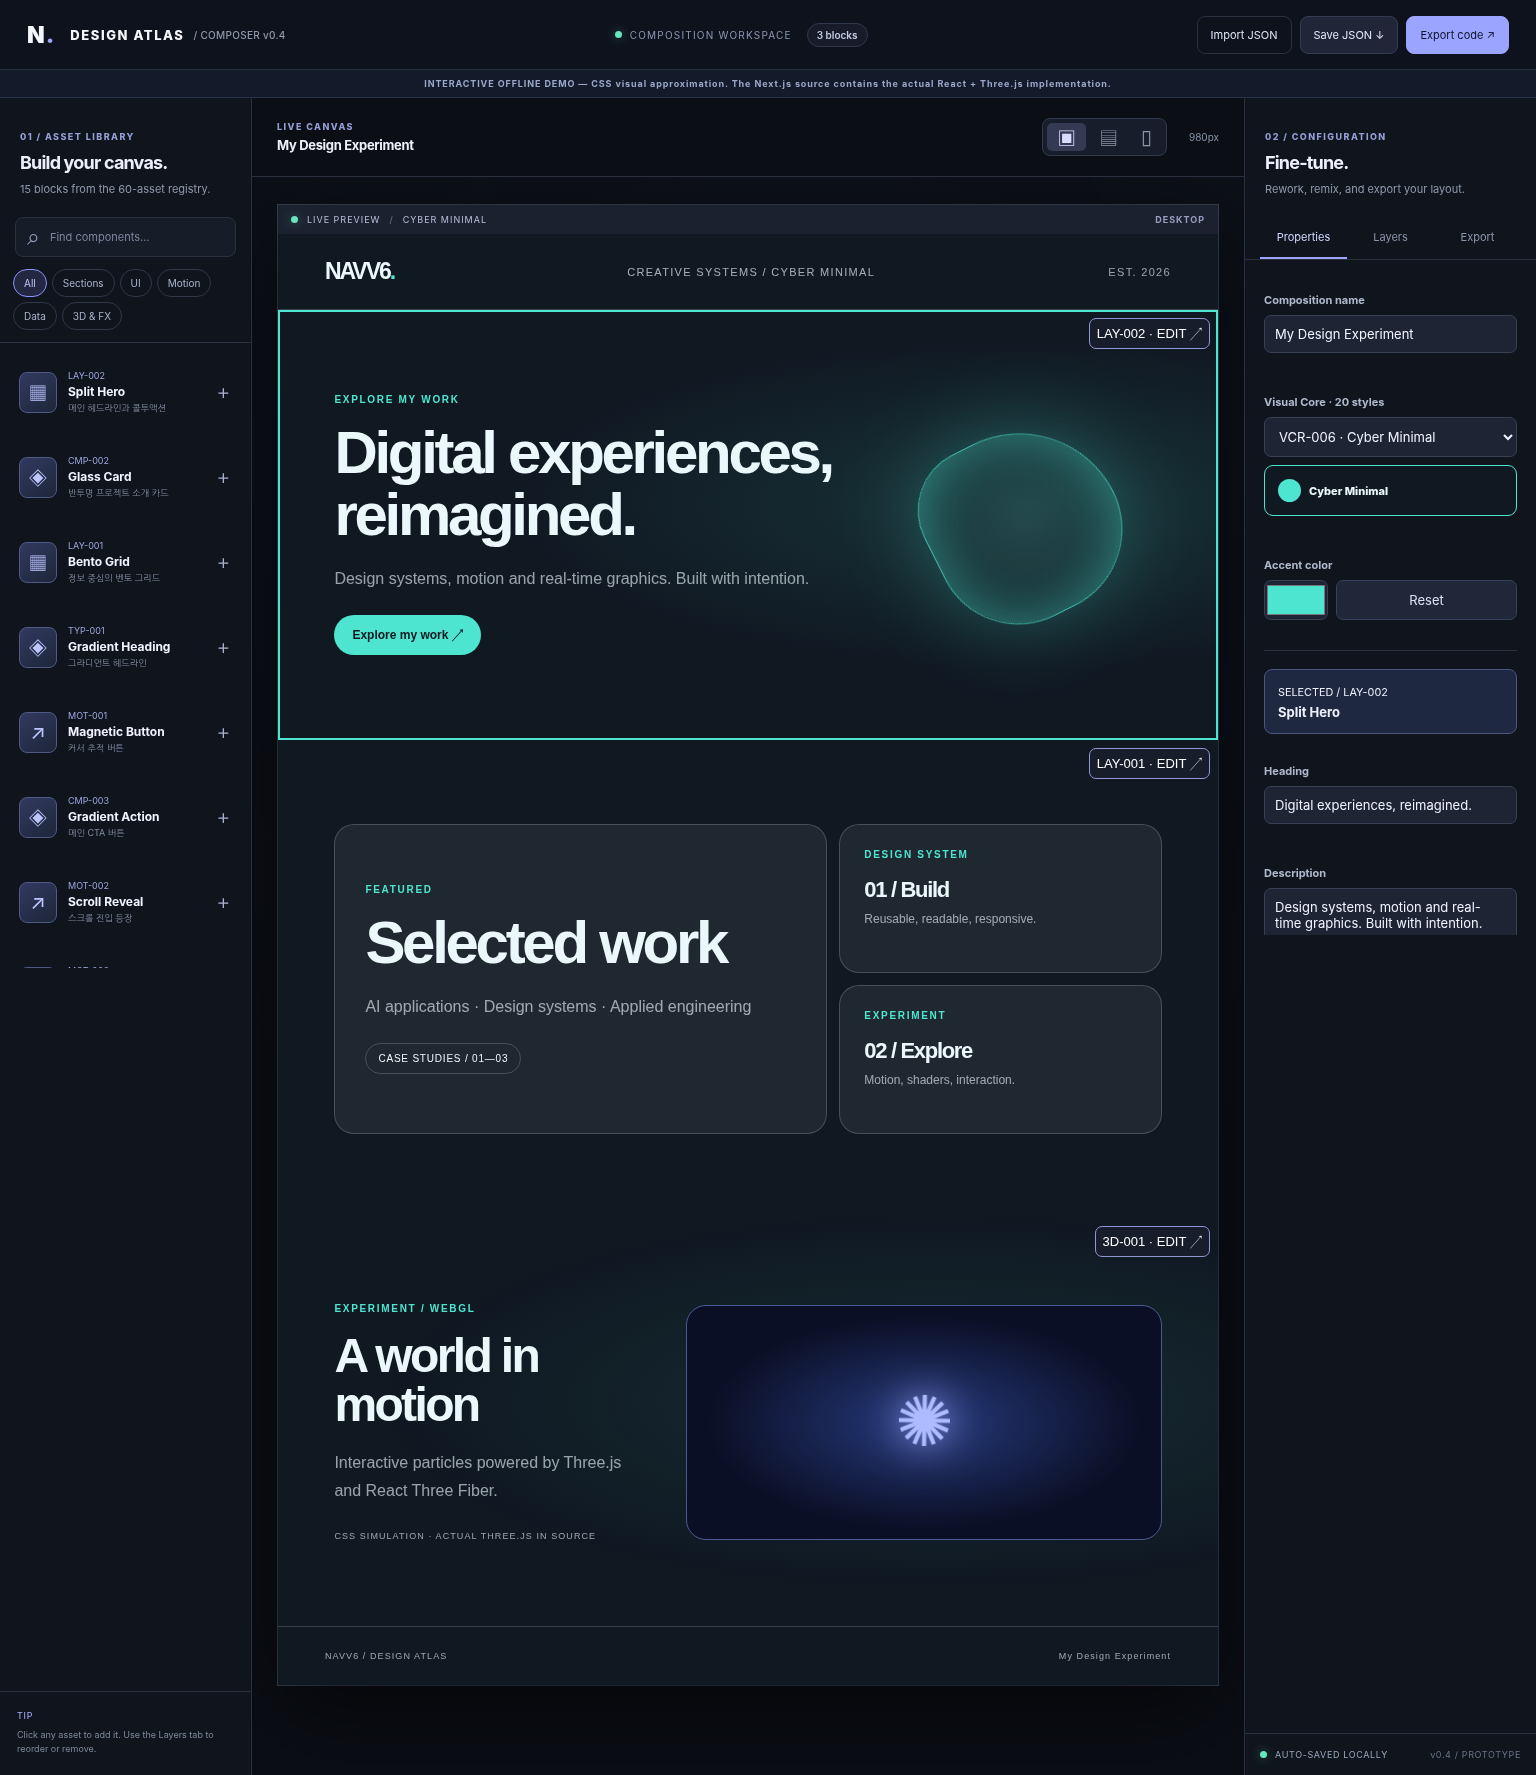 N.
DESIGN ATLAS / COMPOSER v0.4
COMPOSITION WORKSPACE
3 blocks
Import JSON
Save JSON ↓
Export code ↗
INTERACTIVE OFFLINE DEMO — CSS visual approximation. The Next.js source contains the actual React + Three.js implementation.
01 / ASSET LIBRARY
Build your canvas.
15 blocks from the 60-asset registry.
Find components...
All
Sections
UI
Motion
Data
3D & FX
LAY-002
Split Hero
메인 헤드라인과 콜투액션
CMP-002
Glass Card
반투명 프로젝트 소개 카드
LAY-001
Bento Grid
정보 중심의 벤토 그리드
TYP-001
Gradient Heading
그라디언트 헤드라인
MOT-001
Magnetic Button
커서 추적 버튼
CMP-003
Gradient Action
메인 CTA 버튼
MOT-002
Scroll Reveal
스크롤 진입 등장
TIP
Click any asset to add it. Use the Layers tab to
reorder or remove.
LIVE CANVAS
My Design Experiment
980px
LIVE PREVIEW / CYBER MINIMAL
DESKTOP
NAVV6.
CREATIVE SYSTEMS / CYBER MINIMAL
EST. 2026
LAY-002 · EDIT ↗
EXPLORE MY WORK
Digital experiences,
reimagined.
Design systems, motion and real-time graphics. Built with intention.
Explore my work ↗
LAY-001 · EDIT ↗
FEATURED
Selected work
AI applications · Design systems · Applied engineering
CASE STUDIES / 01—03
DESIGN SYSTEM
01 / Build
Reusable, readable, responsive.
EXPERIMENT
02 / Explore
Motion, shaders, interaction.
3D-001 · EDIT ↗
EXPERIMENT / WEBGL
A world in
motion
Interactive particles powered by Three.js
and React Three Fiber.
CSS SIMULATION · ACTUAL THREE.JS IN SOURCE
NAVV6 / DESIGN ATLAS
My Design Experiment
02 / CONFIGURATION
Fine-tune.
Rework, remix, and export your layout.
Properties
Layers
Export
Composition name
My Design Experiment
Visual Core · 20 styles
VCR-006 · Cyber Minimal
Cyber Minimal
Accent color
Reset
SELECTED / LAY-002
Split Hero
Heading
Digital experiences, reimagined.
Description
Design systems, motion and real-
time graphics. Built with intention.
AUTO-SAVED LOCALLY
v0.4 / PROTOTYPE